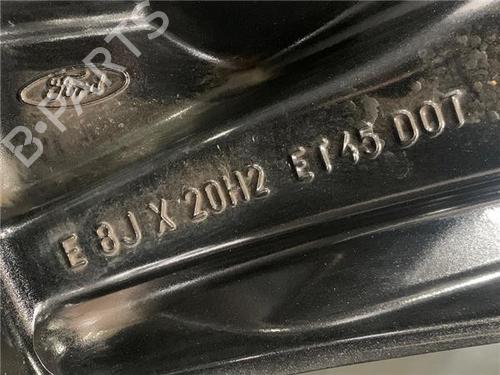 B-PARTS
Ford
E 8J X 20H2 ET45 DOT